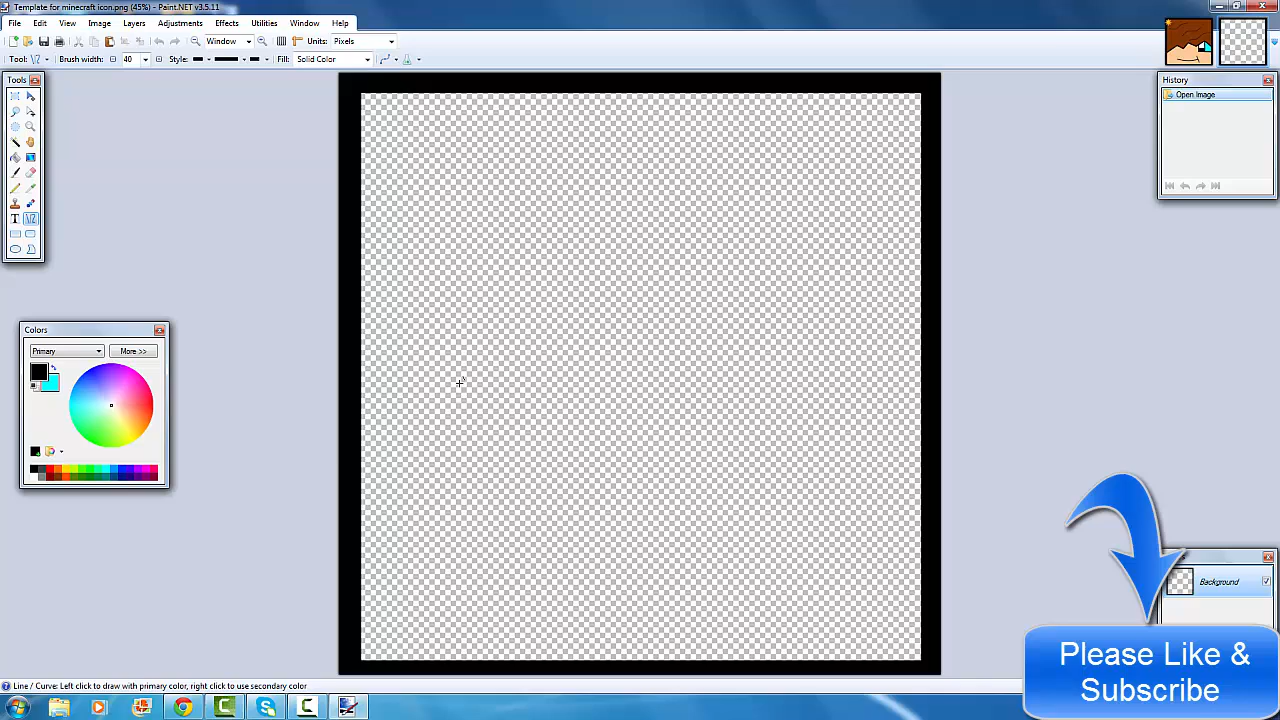 Template for minecraft icon.png (45%) - Paint.NET v3.5.11
File Edit View Image Layers Adjustments Effects Utilities Window Help
Window Units: Pixels
Tool: Brush width: 40 Style: Fill: Solid Color
Tools
History
Open Image
Colors
Primary More >>
Background
Please Like &
Subscribe
Line / Curve: Left click to draw with primary color, right click to use secondary color